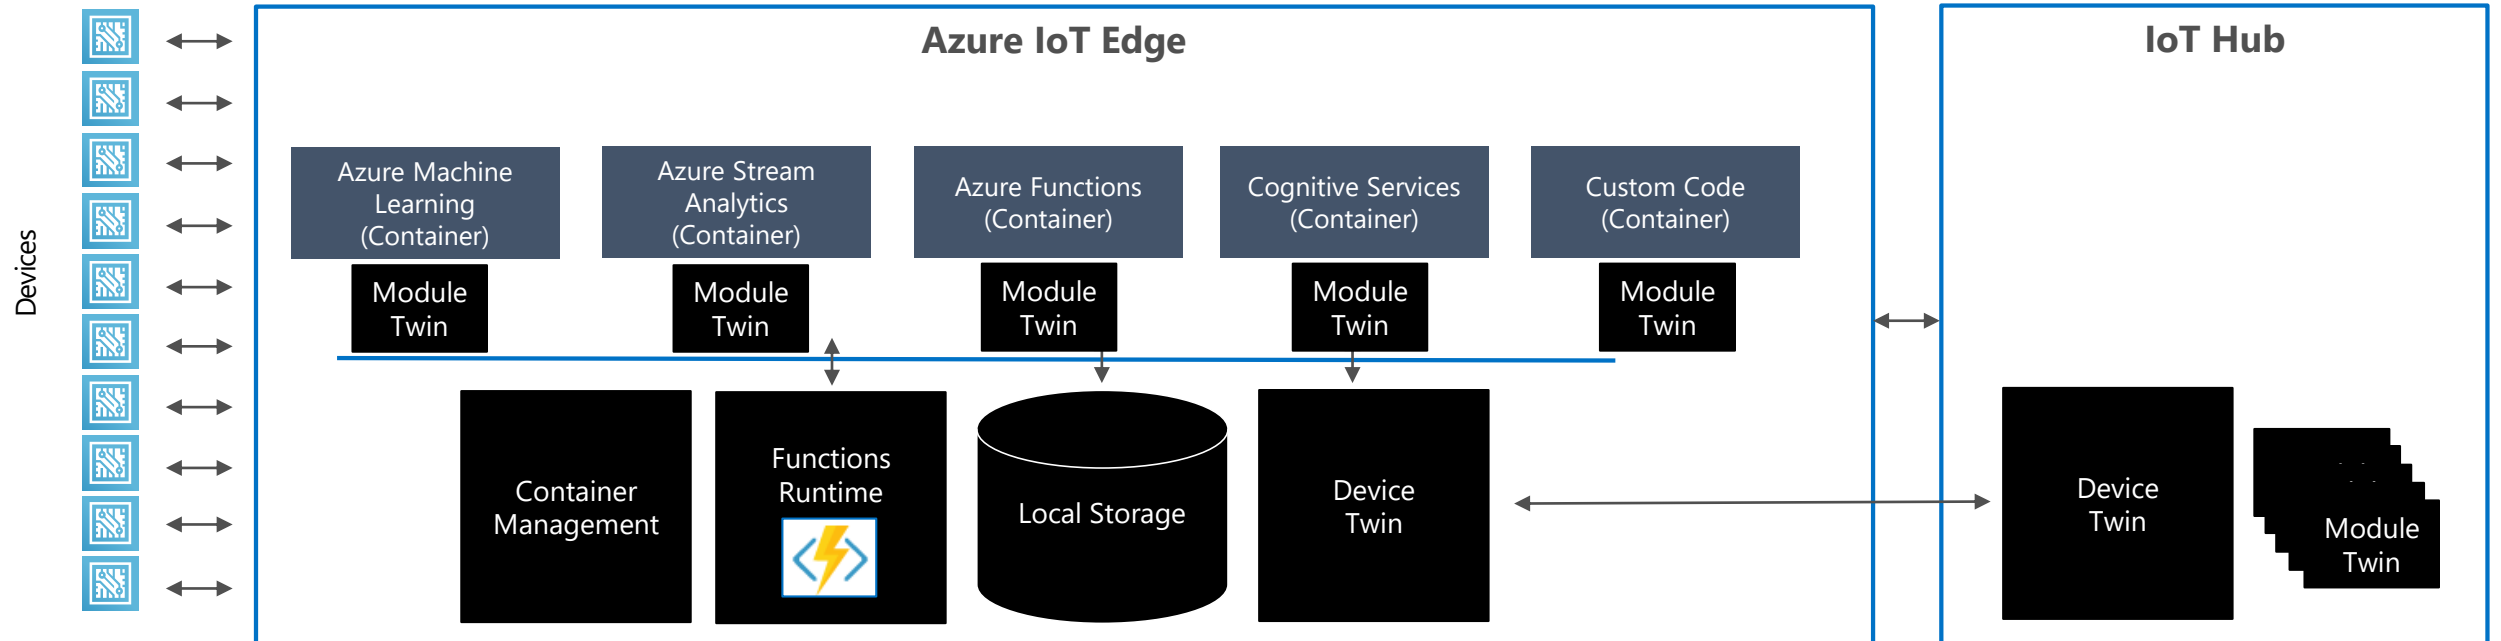 Devices
Azure IoT Edge
IoT Hub
Azure Machine
Learning
(Container)
Azure Stream
Analytics
(Container)
Azure Functions
(Container)
Cognitive Services
(Container)
Custom Code
(Container)
Module
Twin
Module
Twin
Module
Twin
Module
Twin
Module
Twin
Container
Management
Functions
Runtime
Local Storage
Device
Twin
Device
Twin
Module
Twin